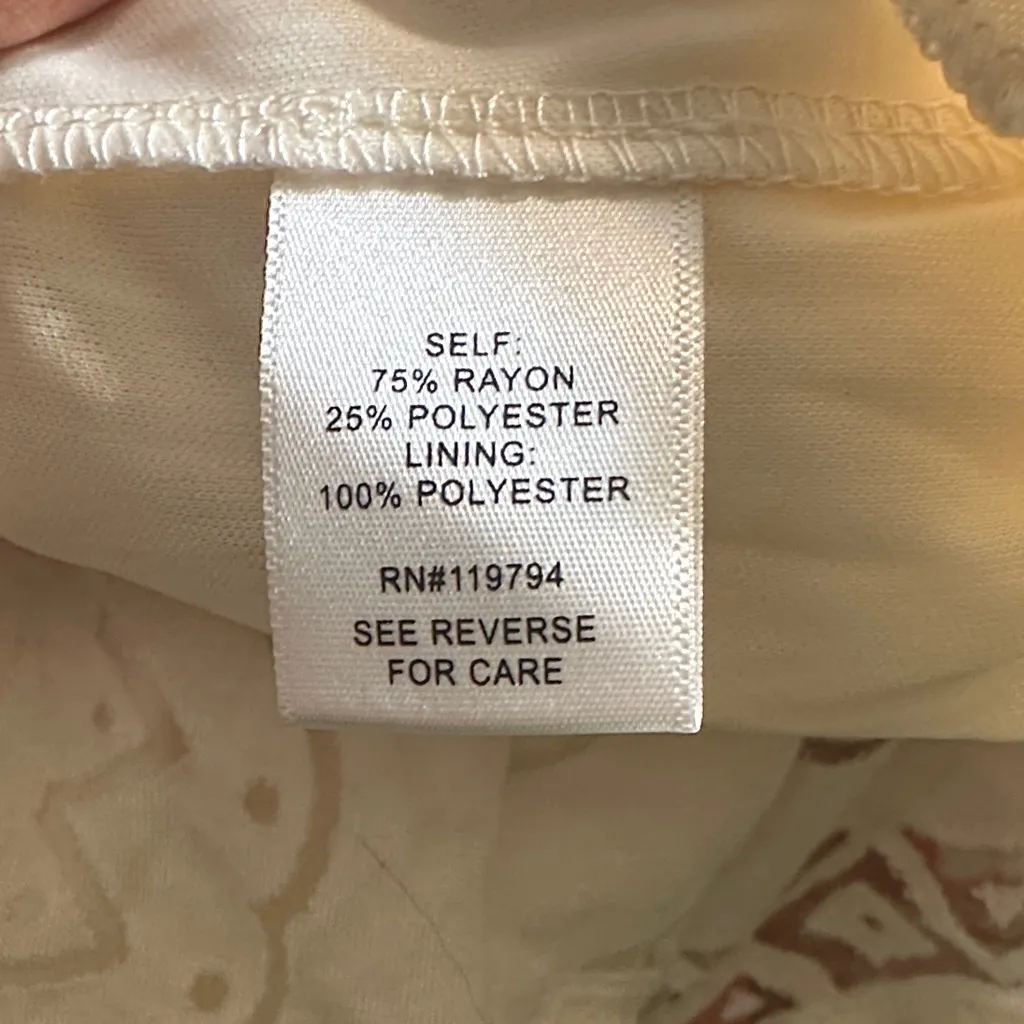 SELF:
75% RAYON
25% POLYESTER
LINING:
100% POLYESTER
RN#119794
SEE REVERSE
FOR CARE